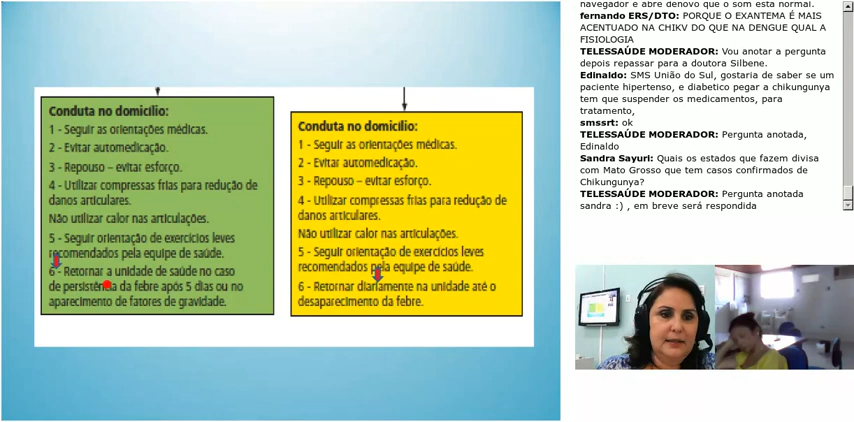 Conduta no domicílio:
1 - Seguir as orientações médicas.
2 - Evitar automedicação.
3 - Repouso – evitar esforço.
4 - Utilizar compressas frias para redução de
danos articulares.
Não utilizar calor nas articulações.
5 - Seguir orientação de exercícios leves
recomendados pela equipe de saúde.
6 - Retornar a unidade de saúde no caso
de persistência da febre após 5 dias ou no
aparecimento de fatores de gravidade.
Conduta no domicílio:
1 - Seguir as orientações médicas.
2 - Evitar automedicação.
3 - Repouso – evitar esforço.
4 - Utilizar compressas frias para redução de
danos articulares.
Não utilizar calor nas articulações.
5 - Seguir orientação de exercícios leves
recomendados pela equipe de saúde.
6 - Retornar diariamente na unidade até o
desaparecimento da febre.
navegador e abre denovo que o som esta normal.
fernando ERS/DTO: PORQUE O EXANTEMA É MAIS
ACENTUADO NA CHIKV DO QUE NA DENGUE QUAL A
FISIOLOGIA
TELESSAÚDE MODERADOR: Vou anotar a pergunta
depois repassar para a doutora Silbene.
Edinaldo: SMS União do Sul, gostaria de saber se um
paciente hipertenso, e diabetico pegar a chikungunya
tem que suspender os medicamentos, para
tratamento,
smssrt: ok
TELESSAÚDE MODERADOR: Pergunta anotada,
Edinaldo
Sandra Sayuri: Quais os estados que fazem divisa
com Mato Grosso que tem casos confirmados de
Chikungunya?
TELESSAÚDE MODERADOR: Pergunta anotada
sandra :) , em breve será respondida